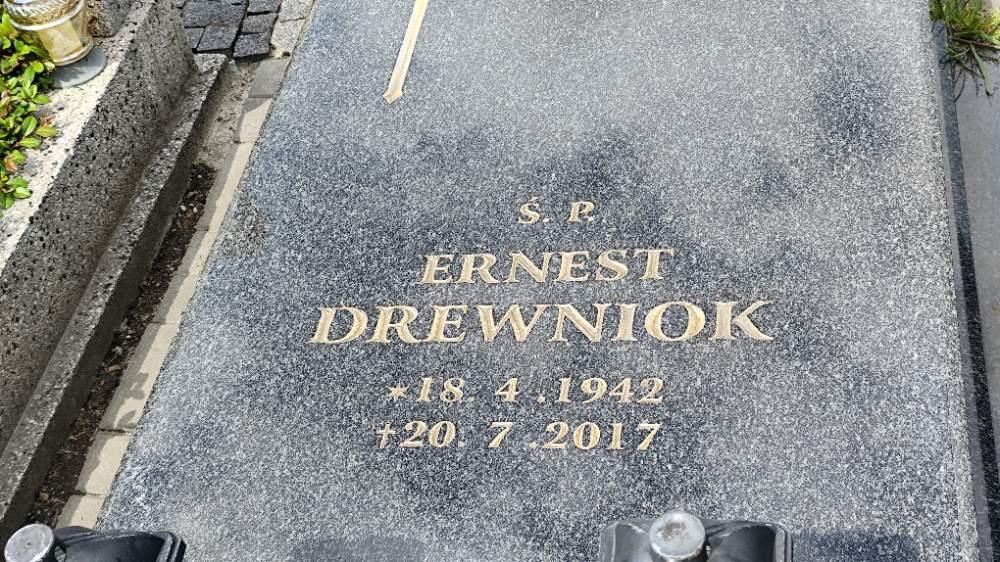 Ś. P.
ERNEST
DREWNIOK
* 18. 4 .1942
† 20. 7 .2017